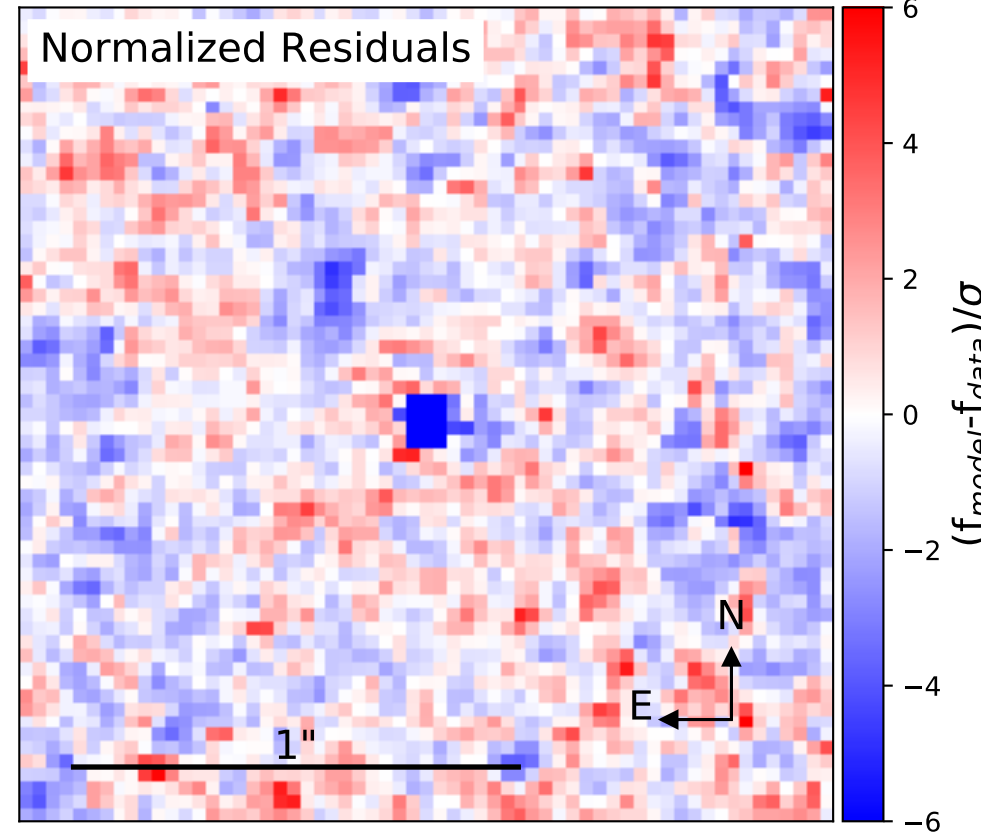 Normalized Residuals
6
4
2
0
−2
−4
−6
(f_model-f_data)/σ
N
E
1"